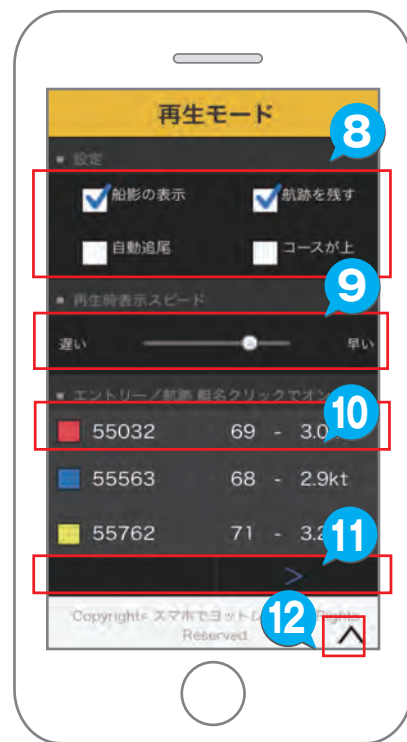 再生モード
8
■ 設定
船影の表示 航跡を残す
自動追尾 コースが上
9
■ 再生時表示スピード
遅い 早い
■ エントリー／航跡 艇名クリックでオン
10
55032 69 - 3.0
55563 68 - 2.9kt
55762 71 - 3.2
11
>
12
Copyright© スマホでヨット Rights
Reserved.